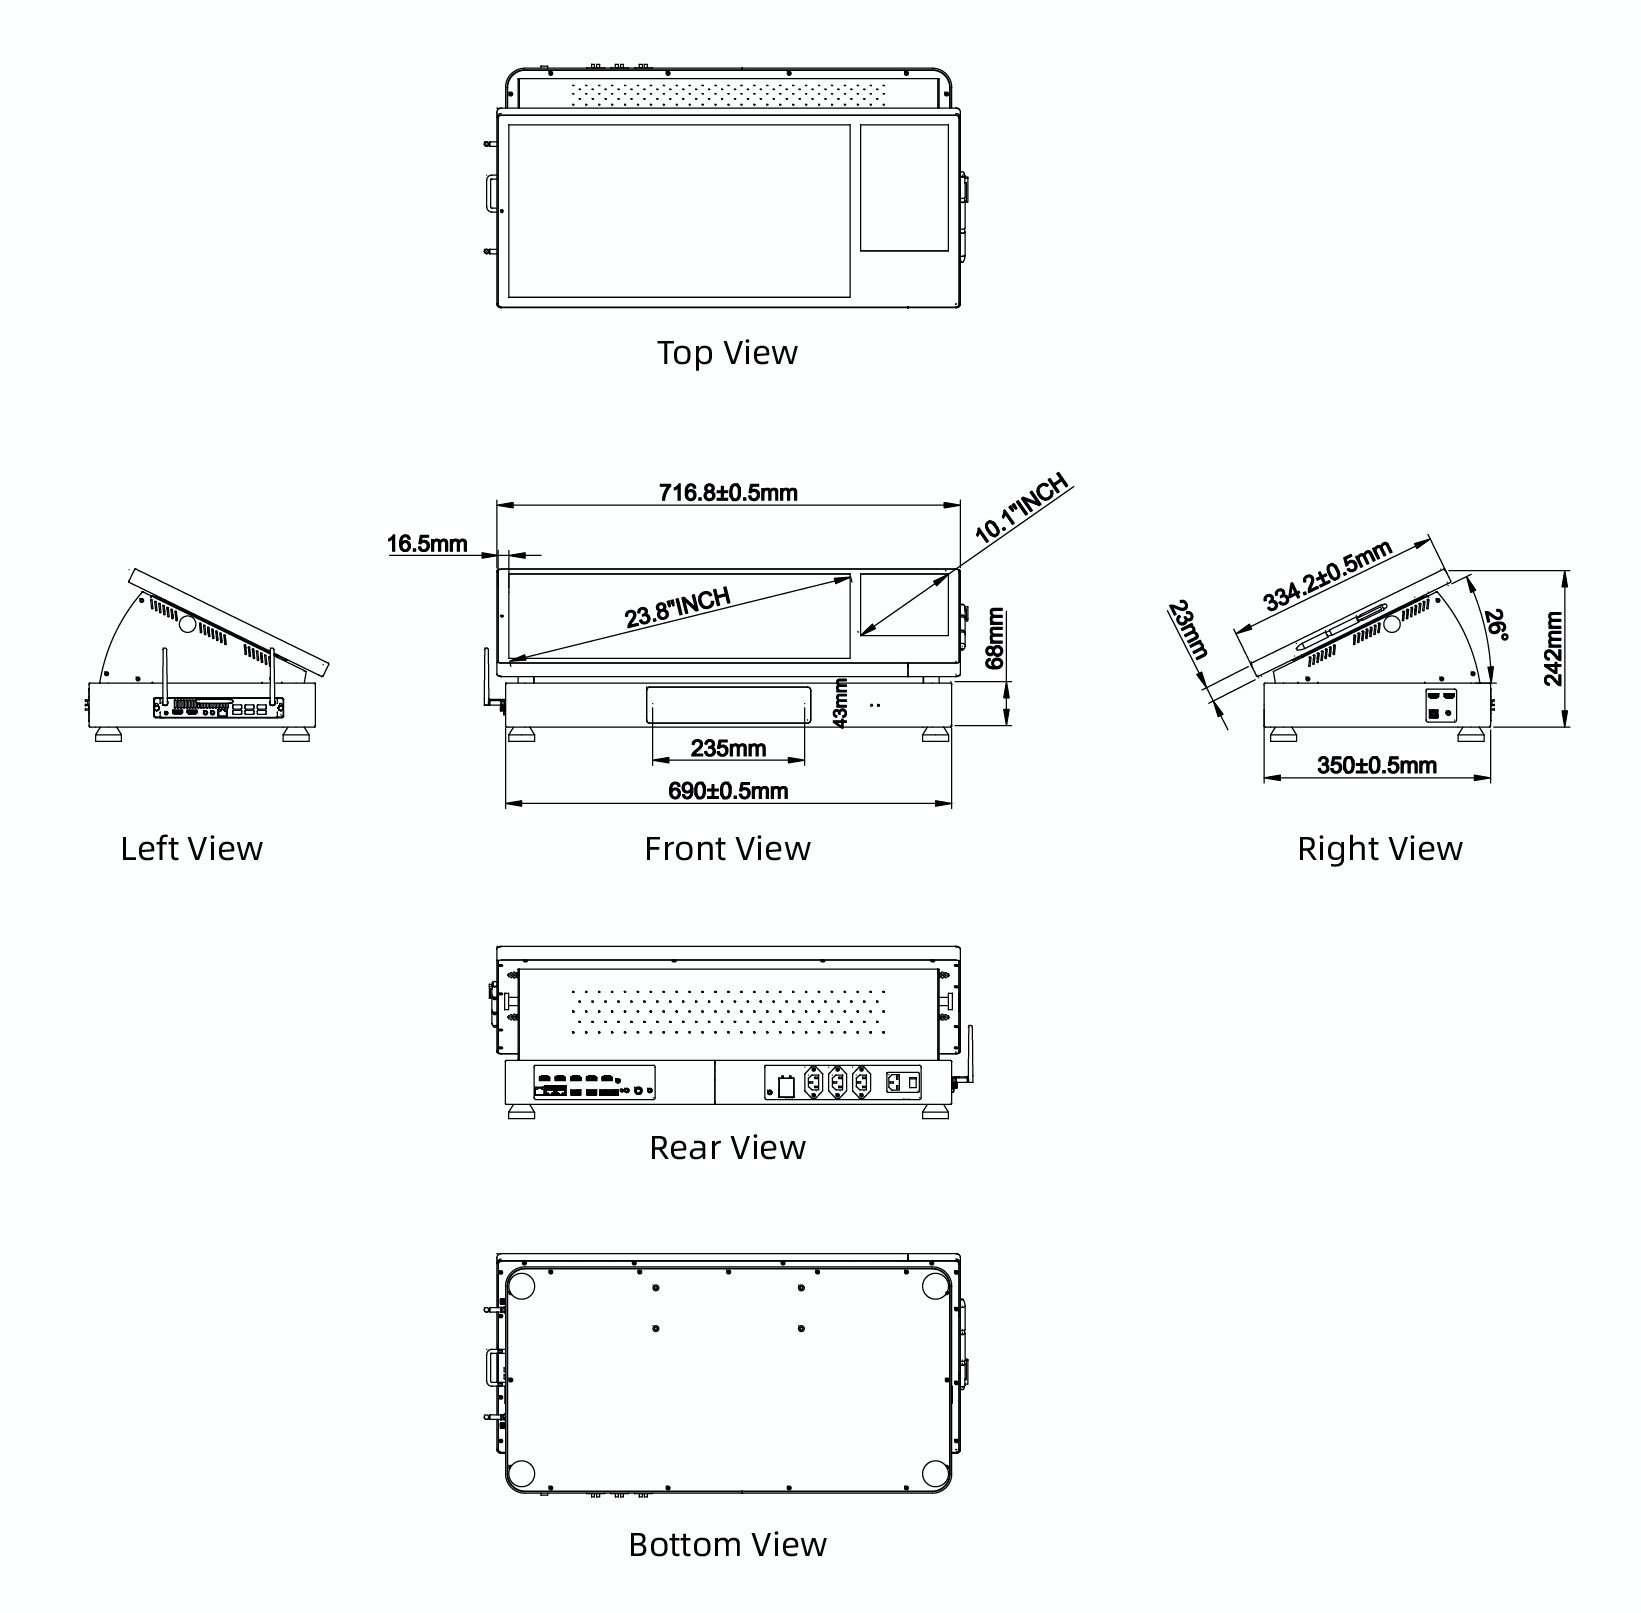 Top View
716.8±0.5mm
10.1"INCH
16.5mm
23.8"INCH
68mm
43mm
235mm
690±0.5mm
334.2±0.5mm
23mm
26°
242mm
350±0.5mm
Left View
Front View
Right View
Rear View
Bottom View